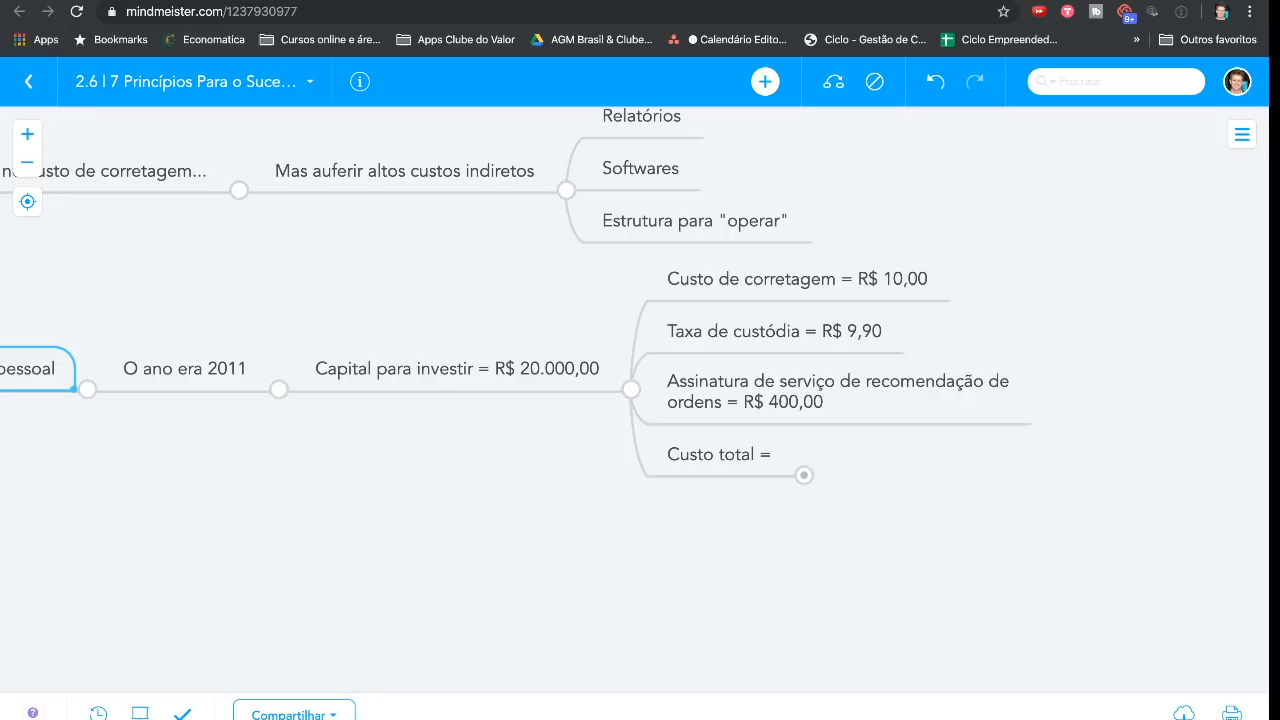 mindmeister.com/1237930977
9+
Apps
Bookmarks
Economatica
Cursos online e áre...
Apps Clube do Valor
AGM Brasil & Clube...
Calendário Edito...
Ciclo - Gestão de C...
Ciclo Empreended...
»
Outros favoritos
2.6 | 7 Princípios Para o Suce...
Procurar
Relatórios
usto de corretagem...
Mas auferir altos custos indiretos
Softwares
Estrutura para "operar"
Custo de corretagem = R$ 10,00
Taxa de custódia = R$ 9,90
pessoal
O ano era 2011
Capital para investir = R$ 20.000,00
Assinatura de serviço de recomendação de
ordens = R$ 400,00
Custo total =
Compartilhar